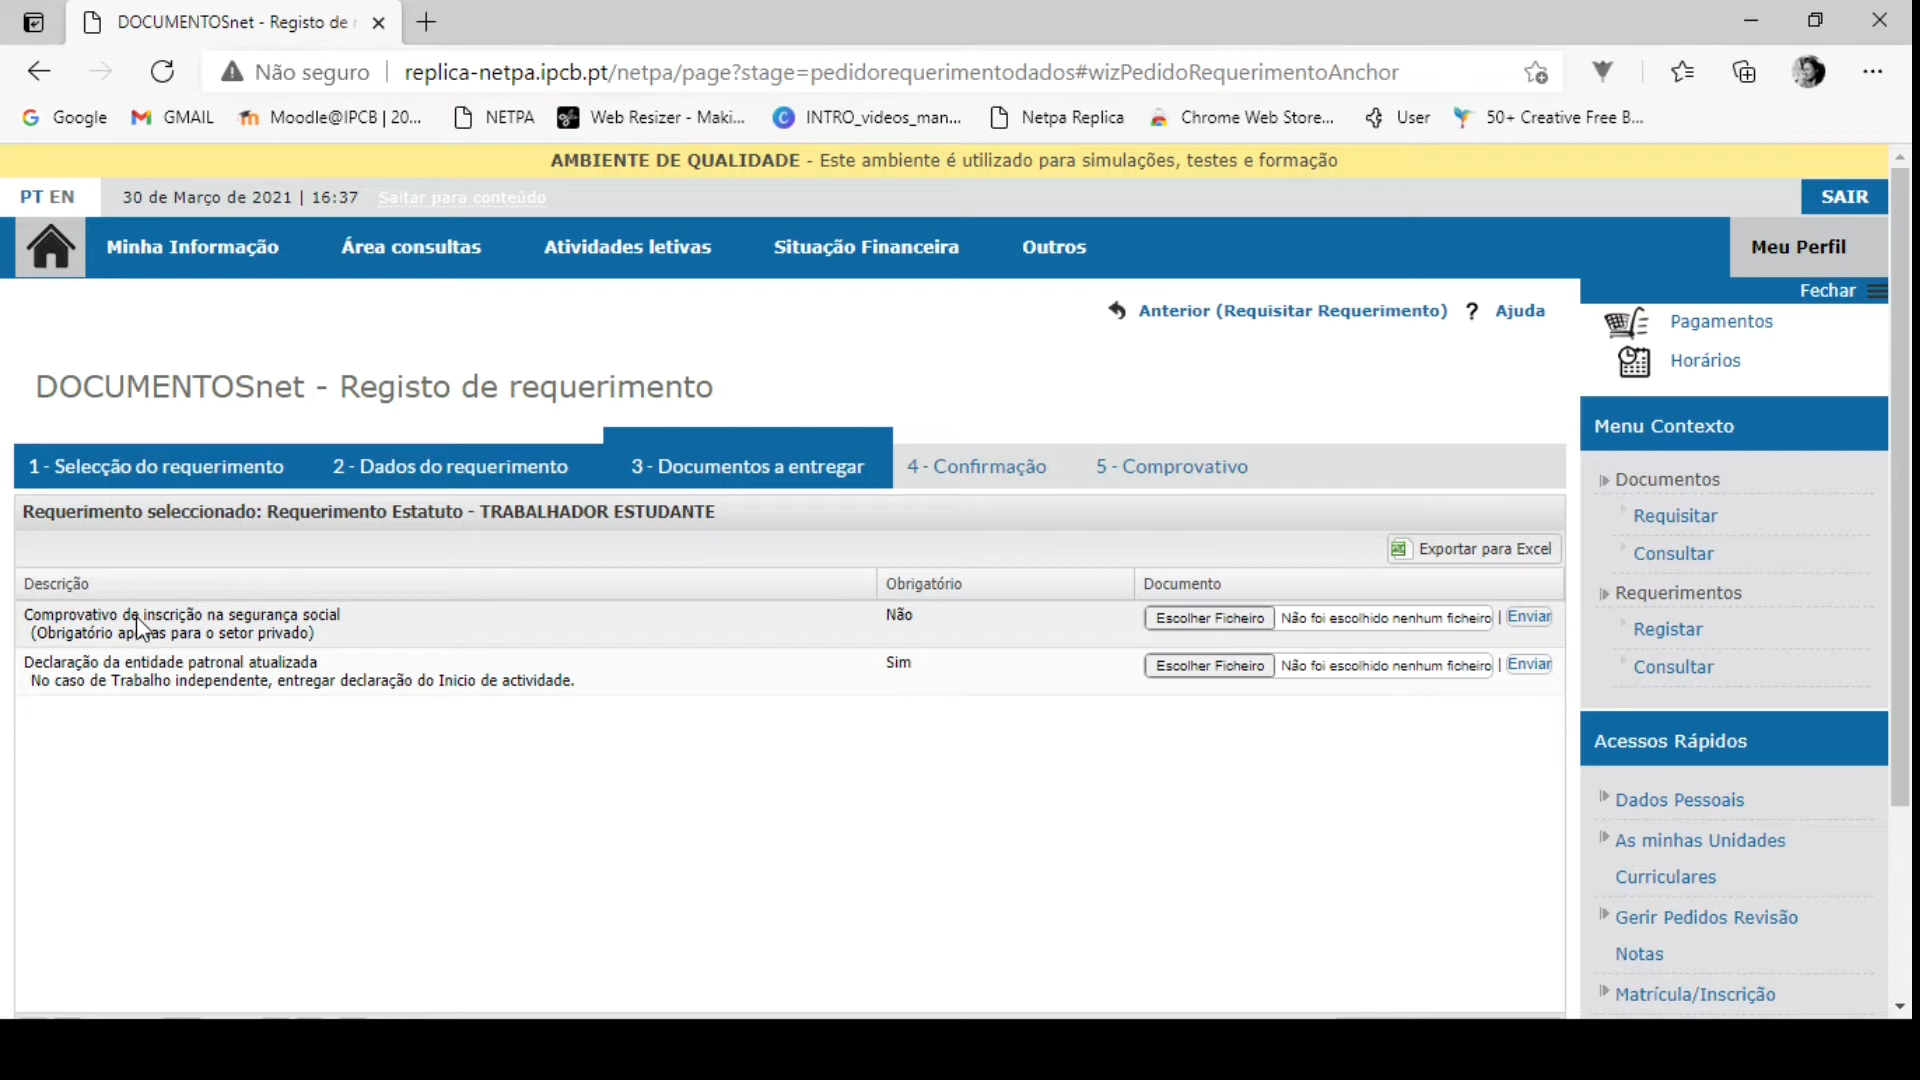 DOCUMENTOSnet - Registo de r
Não seguro
replica-netpa.ipcb.pt/netpa/page?stage=pedidorequerimentodados#wizPedidoRequerimentoAnchor
Google GMAIL Moodle@IPCB | 20... NETPA Web Resizer - Maki... INTRO_videos_man... Netpa Replica Chrome Web Store... User 50+ Creative Free B...
AMBIENTE DE QUALIDADE - Este ambiente é utilizado para simulações, testes e formação
PT EN 30 de Março de 2021 | 16:37 Saltar para conteúdo SAIR
Minha Informação Área consultas Atividades letivas Situação Financeira Outros Meu Perfil
Fechar
Anterior (Requisitar Requerimento) ? Ajuda
Pagamentos
Horários
DOCUMENTOSnet - Registo de requerimento
1 - Selecção do requerimento 2 - Dados do requerimento 3 - Documentos a entregar 4 - Confirmação 5 - Comprovativo
Requerimento seleccionado: Requerimento Estatuto - TRABALHADOR ESTUDANTE
Exportar para Excel
Descrição Obrigatório Documento
Comprovativo de inscrição na segurança social Não Escolher Ficheiro Não foi escolhido nenhum ficheiro | Enviar
(Obrigatório apenas para o setor privado)
Declaração da entidade patronal atualizada Sim Escolher Ficheiro Não foi escolhido nenhum ficheiro | Enviar
No caso de Trabalho independente, entregar declaração do Inicio de actividade.
Menu Contexto
Documentos
Requisitar
Consultar
Requerimentos
Registar
Consultar
Acessos Rápidos
Dados Pessoais
As minhas Unidades
Curriculares
Gerir Pedidos Revisão
Notas
Matrícula/Inscrição